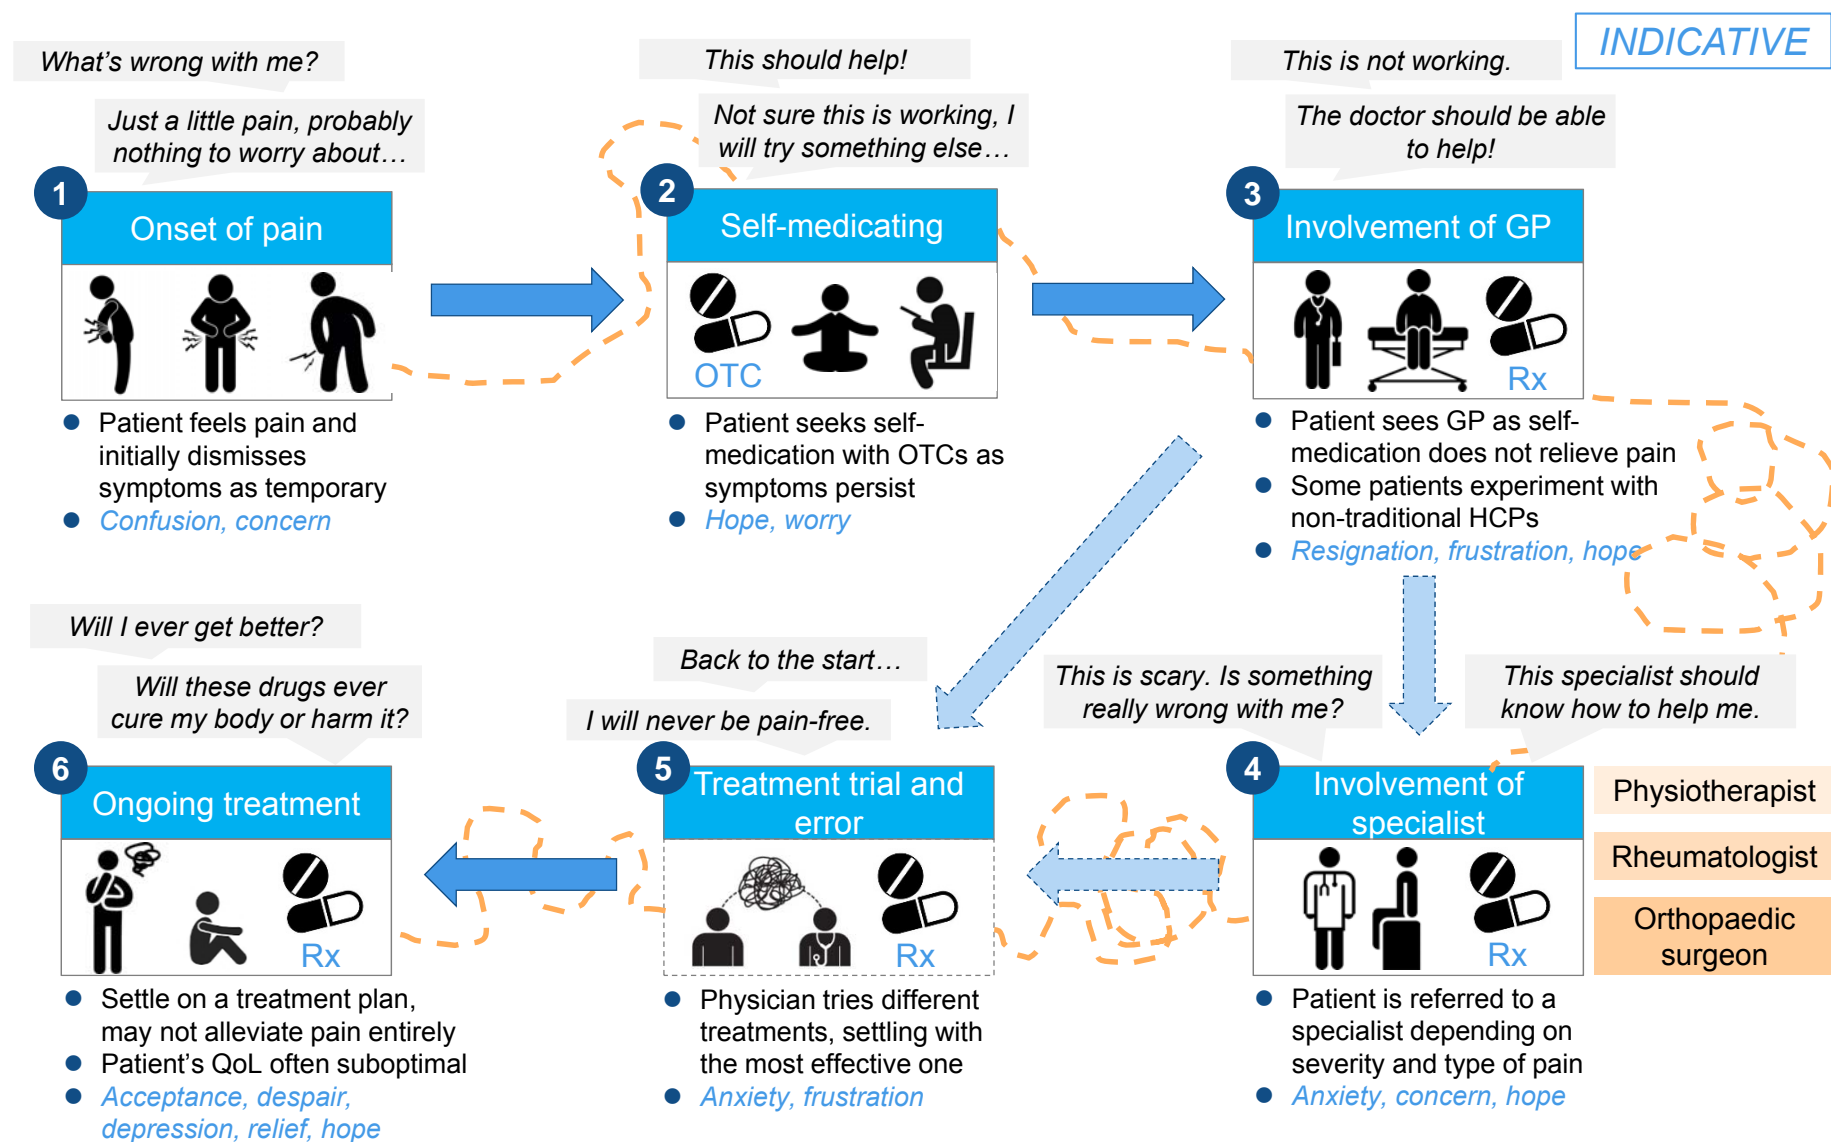 INDICATIVE
What's wrong with me?
Just a little pain, probably
nothing to worry about…
1
Onset of pain
● Patient feels pain and
initially dismisses
symptoms as temporary
● Confusion, concern
This should help!
Not sure this is working, I
will try something else…
2
Self-medicating
OTC
● Patient seeks self-
medication with OTCs as
symptoms persist
● Hope, worry
This is not working.
The doctor should be able
to help!
3
Involvement of GP
Rx
● Patient sees GP as self-
medication does not relieve pain
● Some patients experiment with
non-traditional HCPs
● Resignation, frustration, hope
This is scary. Is something
really wrong with me?
This specialist should
know how to help me.
4
Involvement of
specialist
Rx
Physiotherapist
Rheumatologist
Orthopaedic
surgeon
● Patient is referred to a
specialist depending on
severity and type of pain
● Anxiety, concern, hope
Back to the start…
I will never be pain-free.
5
Treatment trial and
error
Rx
● Physician tries different
treatments, settling with
the most effective one
● Anxiety, frustration
Will I ever get better?
Will these drugs ever
cure my body or harm it?
6
Ongoing treatment
Rx
● Settle on a treatment plan,
may not alleviate pain entirely
● Patient's QoL often suboptimal
● Acceptance, despair,
depression, relief, hope